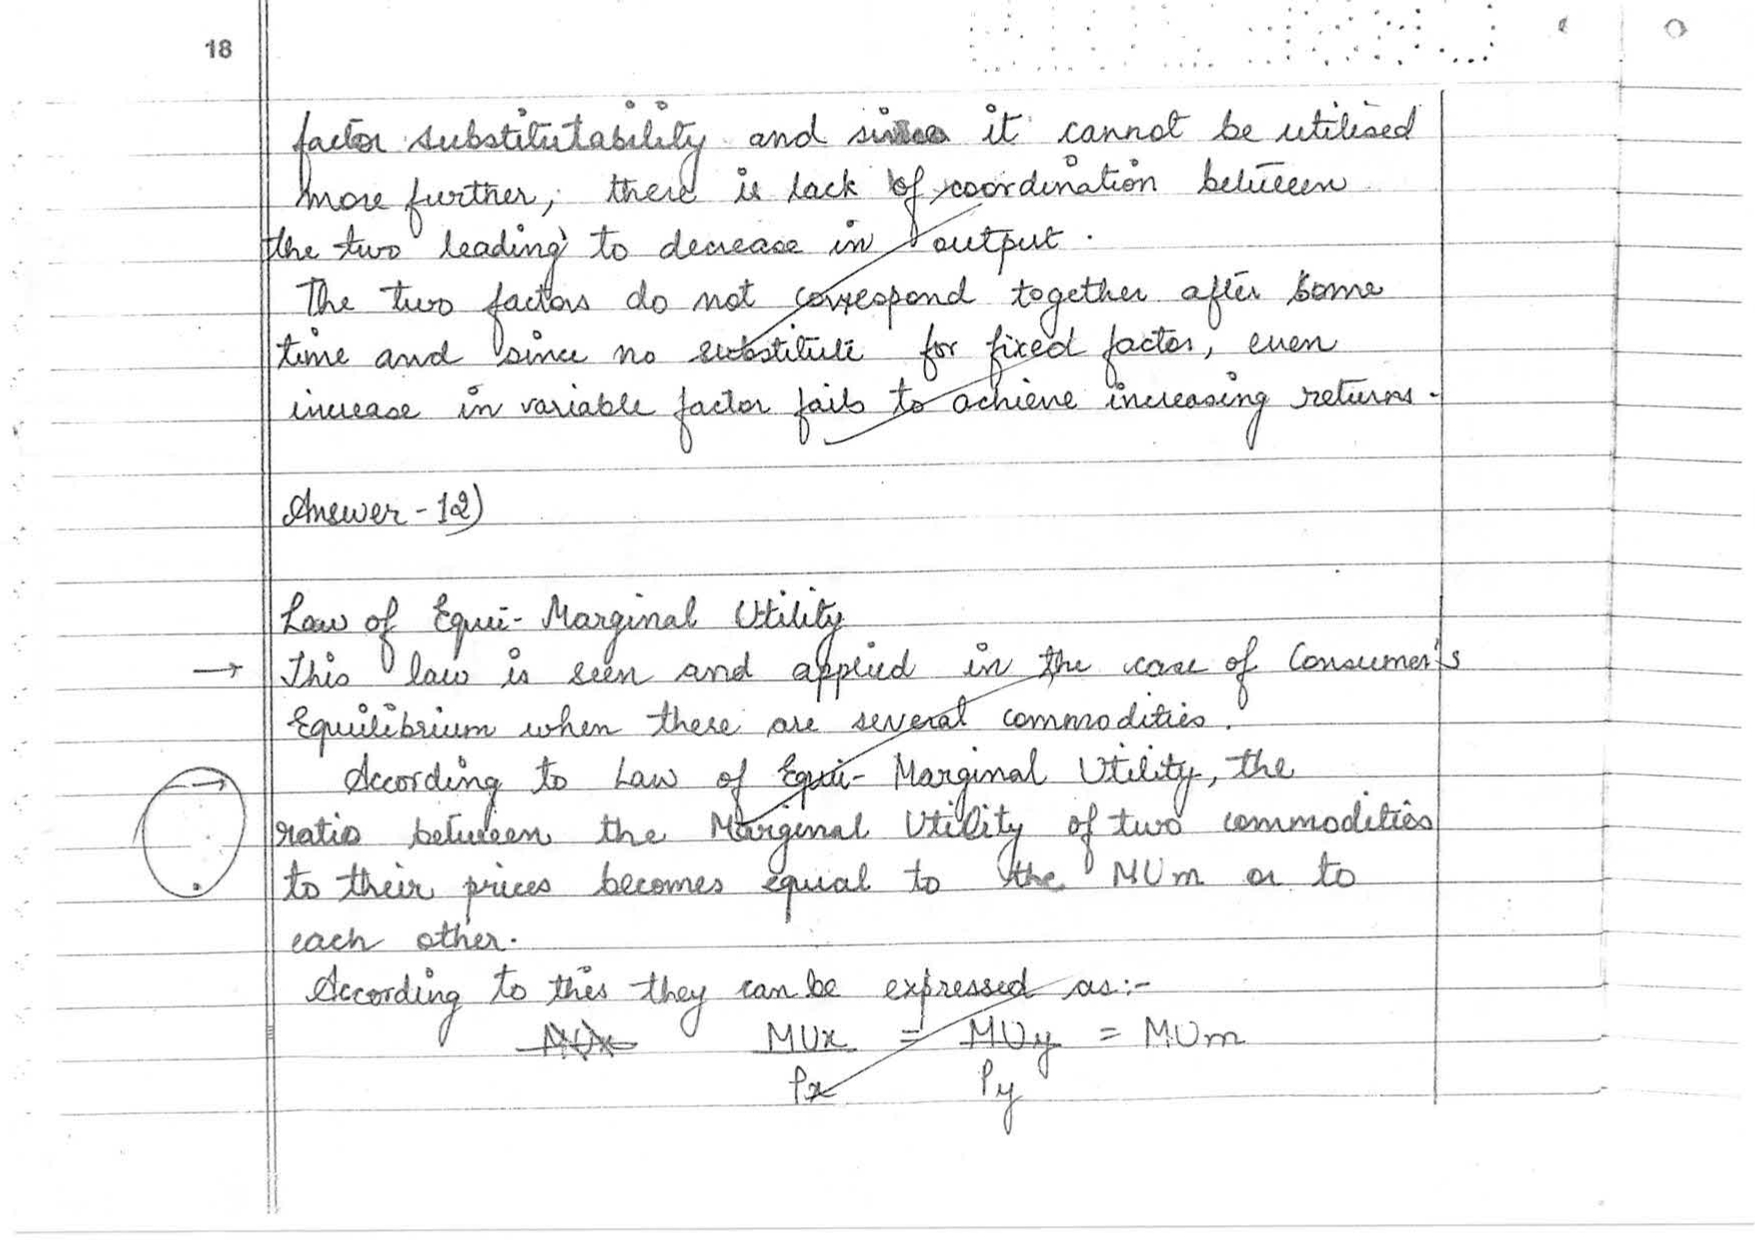 18
factor substitutability and since it cannot be utilised
more further, there is lack of coordination between
the two leading to decrease in output.
The two factors do not correspond together after some
time and since no substitute for fixed factor, even
increase in variable factor fails to achieve increasing returns.
Answer - 12)
Law of Equi-Marginal Utility
→ This law is seen and applied in the case of Consumer's
Equilibrium when there are several commodities.
→ According to Law of Equi-Marginal Utility, the
ratio between the Marginal Utility of two commodities
to their prices becomes equal to the MUm or to
each other.
According to this they can be expressed as:-
MUx MUx = MUy = MUm
Px Py